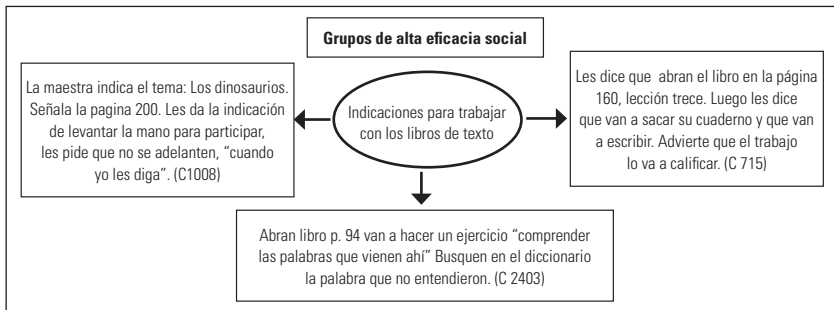 Grupos de alta eficacia social
La maestra indica el tema: Los dinosaurios.
Señala la pagina 200. Les da la indicación
de levantar la mano para participar,
les pide que no se adelanten, “cuando
yo les diga”. (C1008)
Indicaciones para trabajar
con los libros de texto
Les dice que abran el libro en la página
160, lección trece. Luego les dice
que van a sacar su cuaderno y que van
a escribir. Advierte que el trabajo
lo va a calificar. (C 715)
Abran libro p. 94 van a hacer un ejercicio “comprender
las palabras que vienen ahí” Busquen en el diccionario
la palabra que no entendieron. (C 2403)